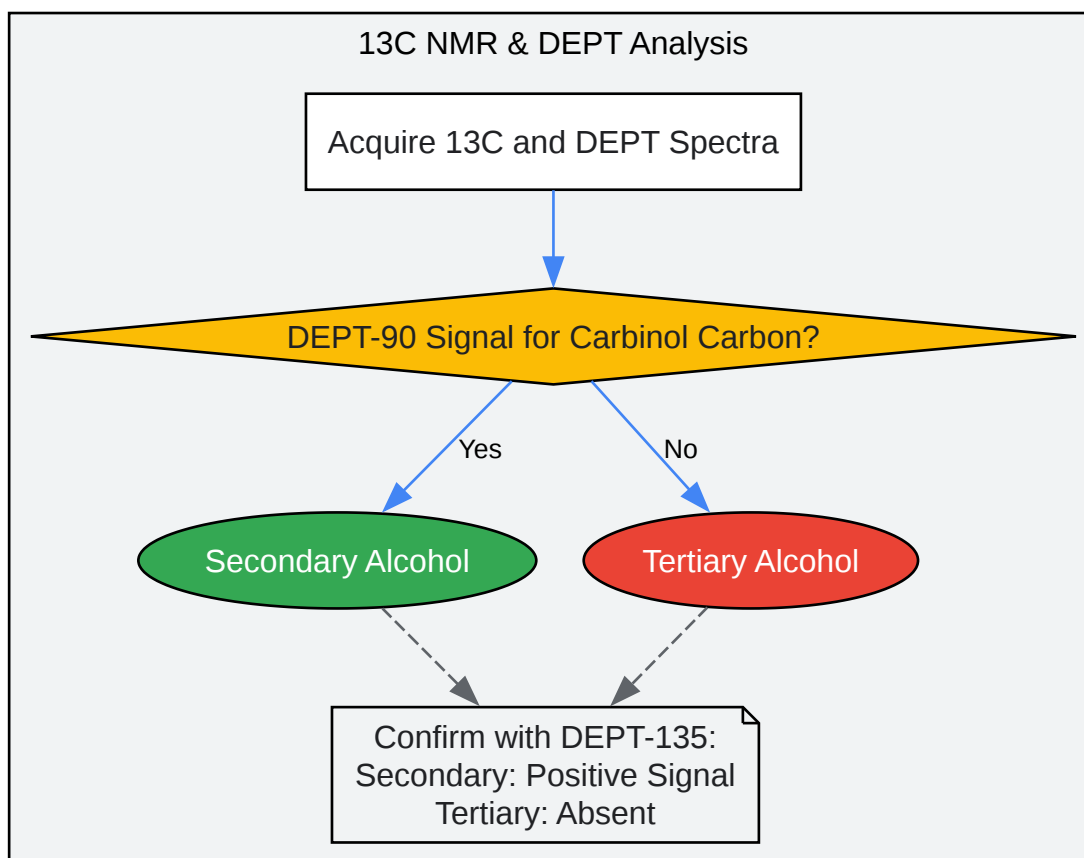 13C NMR & DEPT Analysis
Acquire 13C and DEPT Spectra
DEPT-90 Signal for Carbinol Carbon?
Yes
No
Secondary Alcohol
Tertiary Alcohol
Confirm with DEPT-135:
Secondary: Positive Signal
Tertiary: Absent